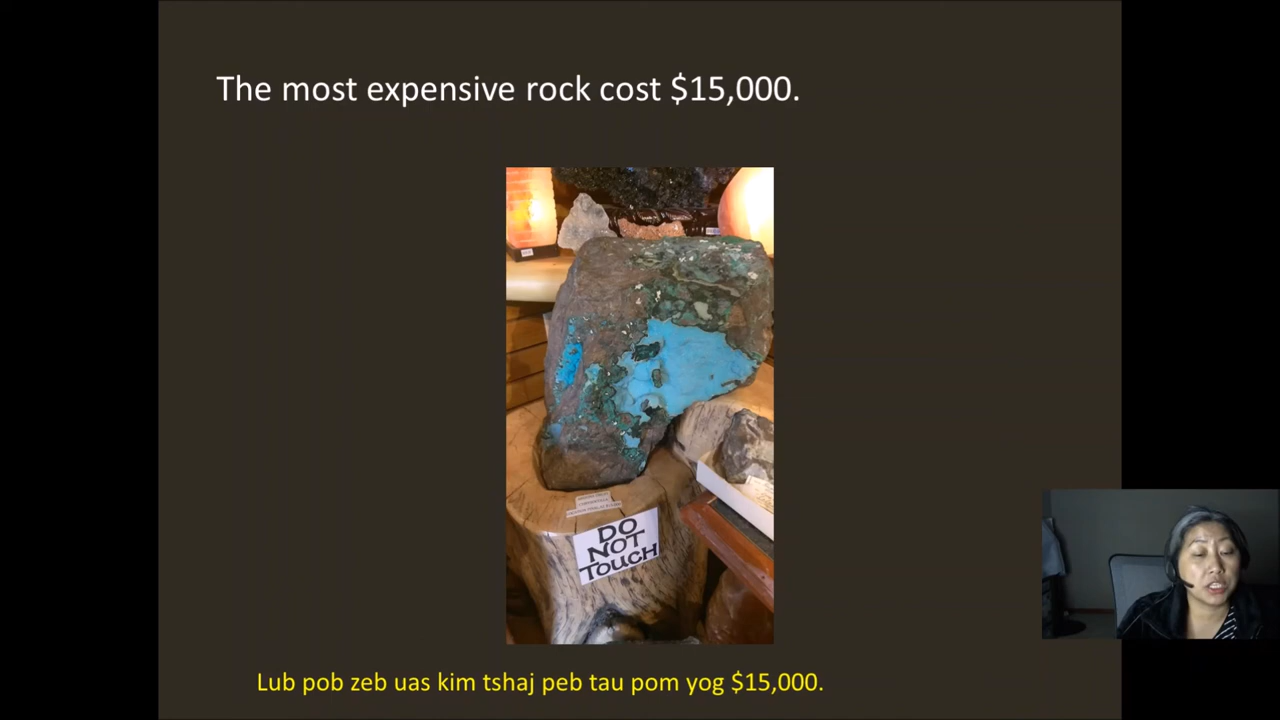 The most expensive rock cost $15,000.
DO
NOT
TOUCH
Lub pob zeb uas kim tshaj peb tau pom yog $15,000.